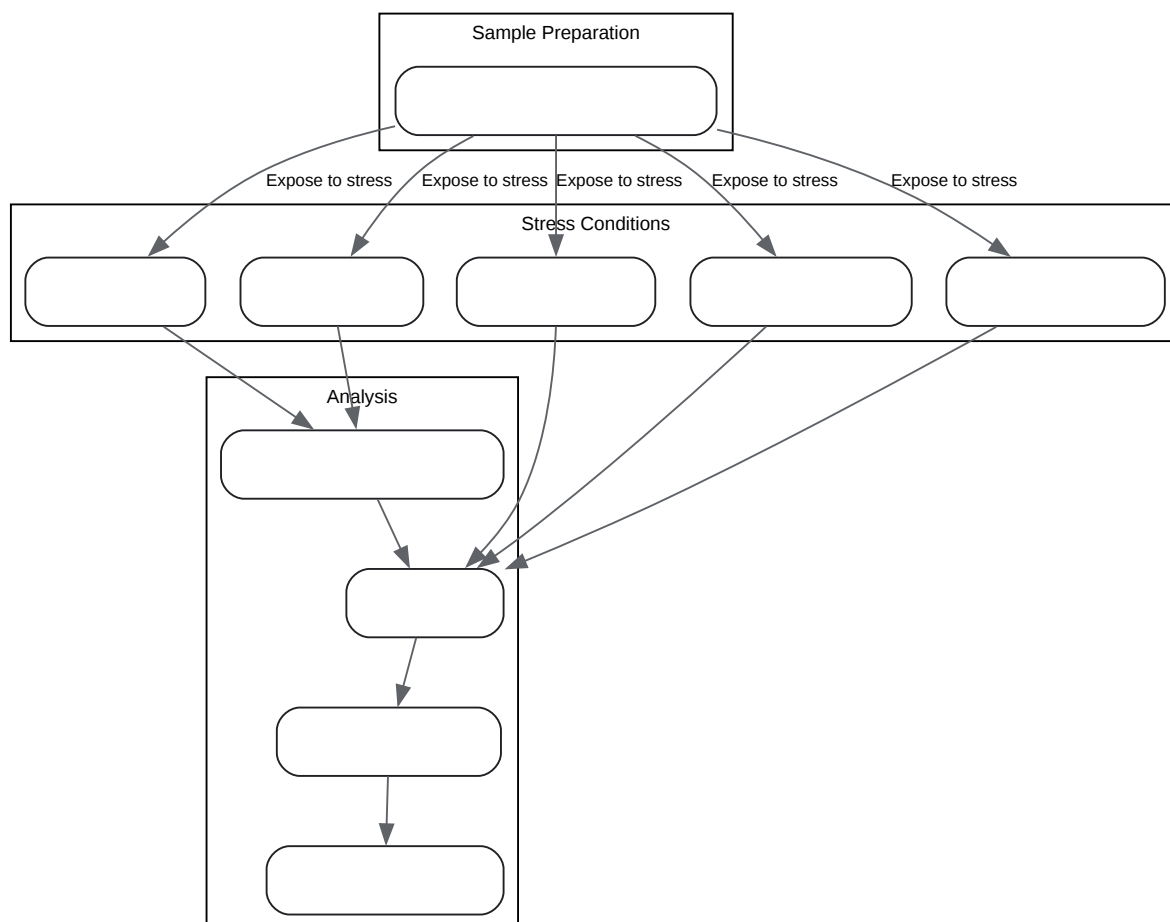 Sample Preparation
Expose to stress
Expose to stress
Expose to stress
Expose to stress
Expose to stress
Stress Conditions
Analysis